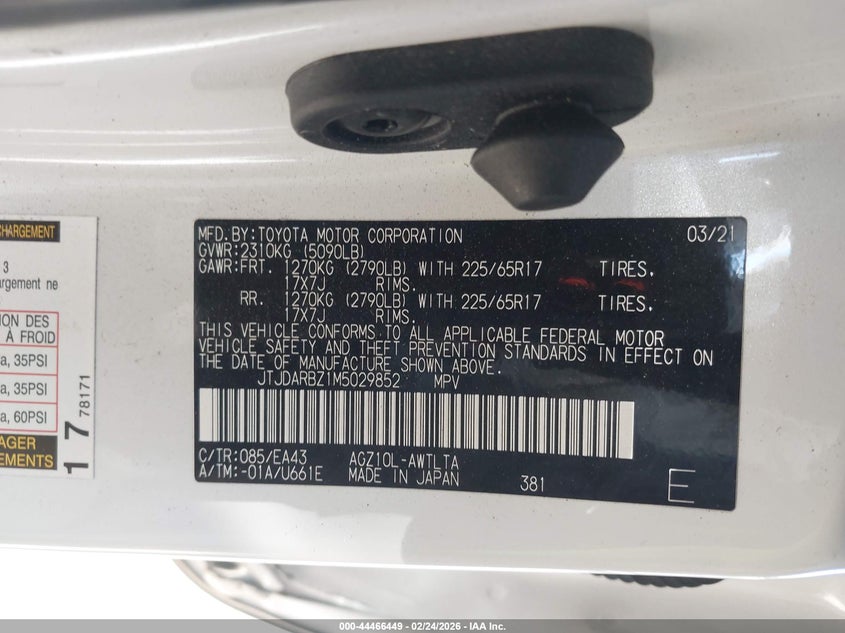 CHARGEMENT
3
argement ne
ION DES
À FROID
a, 35PSI
a, 35PSI
a, 60PSI
AGER
EMENTS
1 7 78171
MFD.BY:TOYOTA MOTOR CORPORATION 03/21
GVWR:2310KG (5090LB)
GAWR:FRT. 1270KG (2790LB) WITH 225/65R17 TIRES,
17X7J RIMS.
RR. 1270KG (2790LB) WITH 225/65R17 TIRES,
17X7J RIMS.
THIS VEHICLE CONFORMS TO ALL APPLICABLE FEDERAL MOTOR
VEHICLE SAFETY AND THEFT PREVENTION STANDARDS IN EFFECT ON
THE DATE OF MANUFACTURE SHOWN ABOVE.
JTJDARBZ1M5029852 MPV
C/TR:085/EA43 AGZ10L-AWTLTA
A/TM:-01A/U661E MADE IN JAPAN 381 E
000-44466449 - 02/24/2026 - IAA Inc.